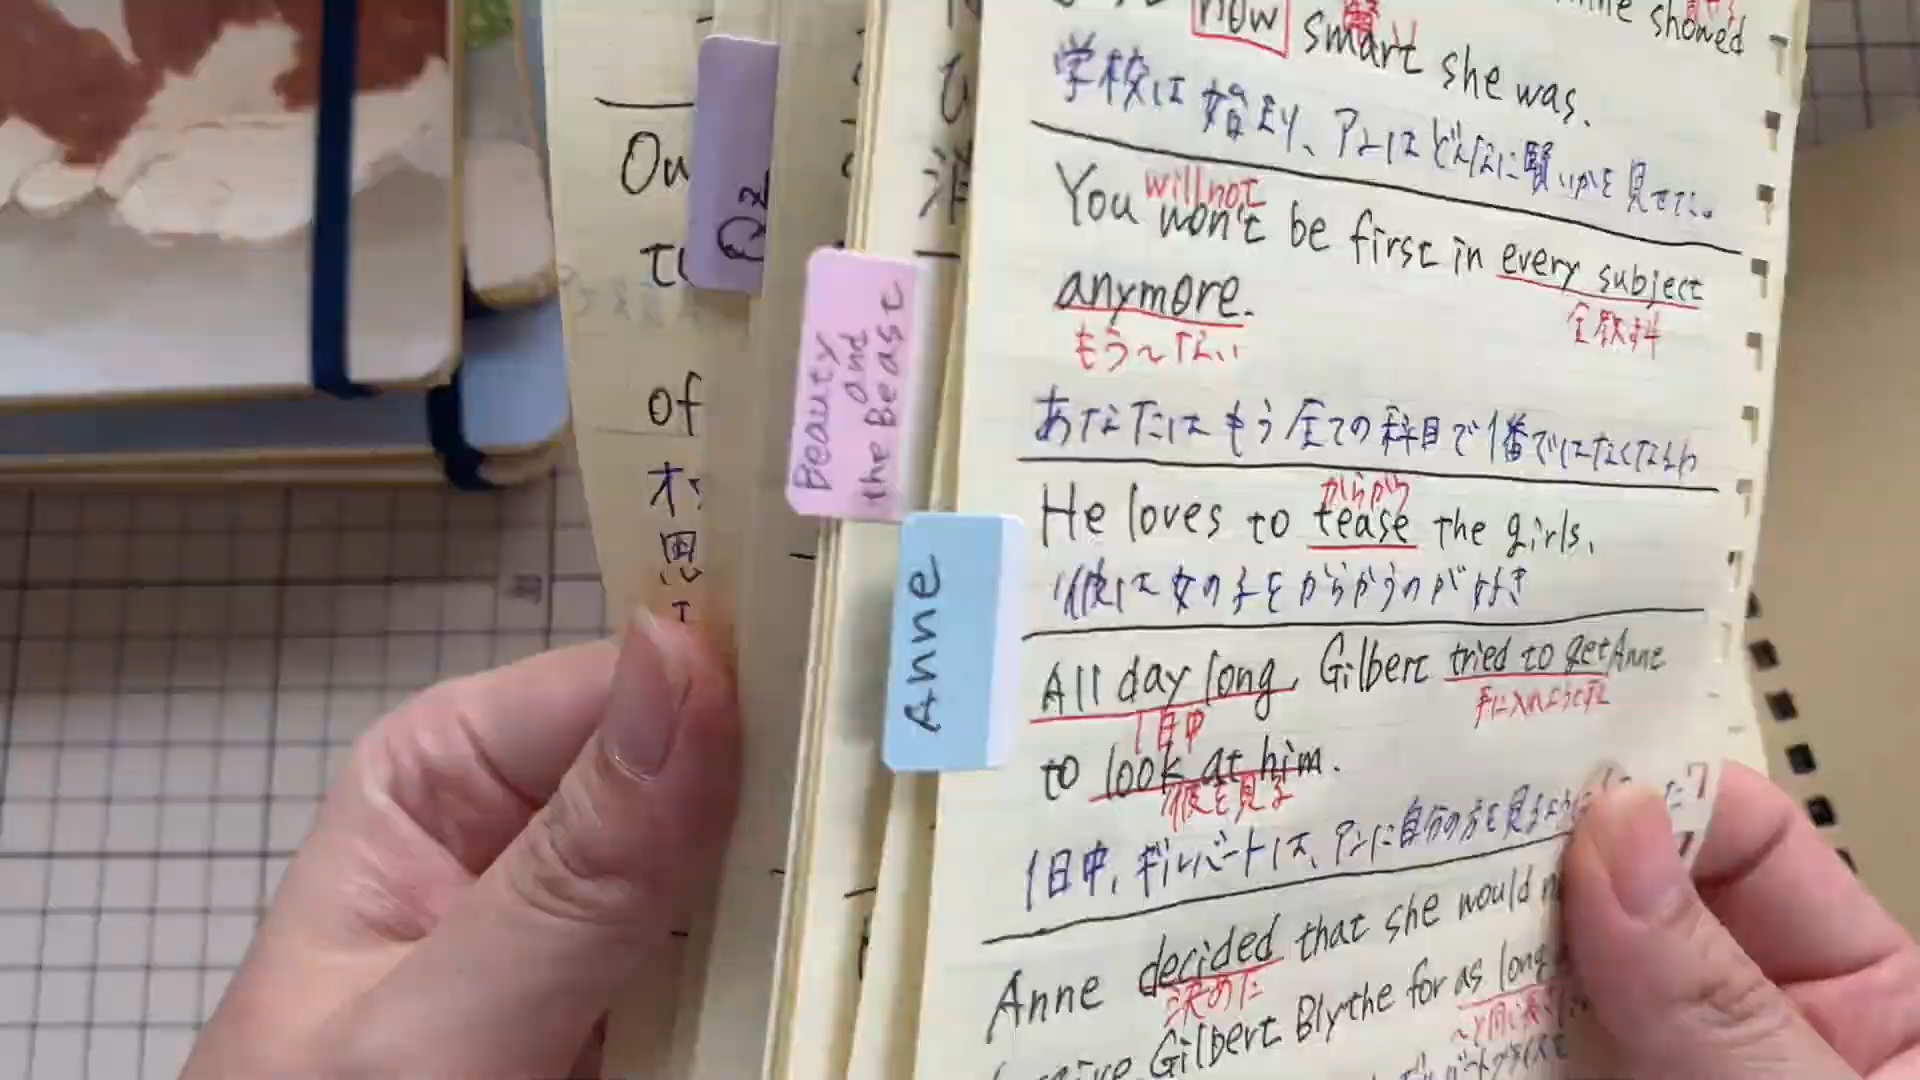 Ou
of
思
Beauty
and
the Beast
Anne
showed
how smart she was.
学校は始まり、アンはどんなに賢いかを見せた。
will not
You won't be first in every subject
全教科
anymore.
もう〜ない
あなたはもう全ての科目で1番ではなくなるわ
からかう
He loves to tease the girls.
彼は女の子をからかうのが好き
All day long, Gilbert tried to get Anne
1日中
手に入れようとした
to look at him.
彼を見る
1日中、ギルバートは、アンに自分の方を見る
Anne decided that she would
決めた
Gilbert Blythe for as long